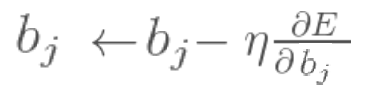 b_j ← b_j − η ∂E/∂b_j